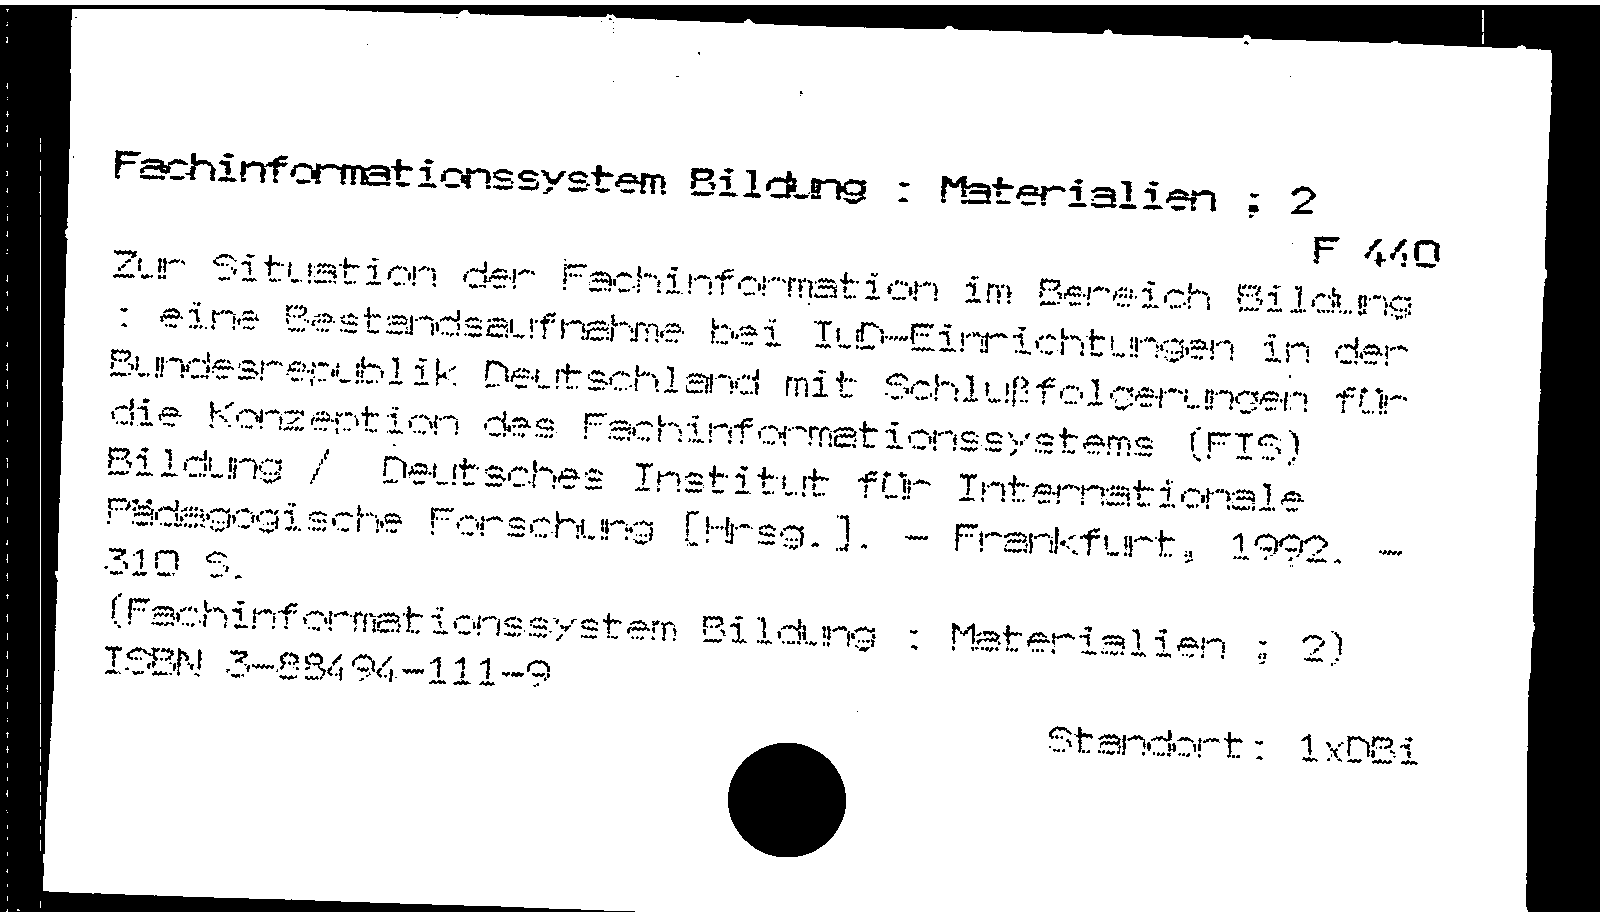 Fachinformationssystem Bildung : Materialien ; 2
F 440
Zur Situation der Fachinformation im Bereich Bildung
: eine Bestandsaufnahme bei IuD-Einrichtungen in der
Bundesrepublik Deutschland mit Schlußfolgerungen für
die Konzeption des Fachinformationssystems (FIS)
Bildung / Deutsches Institut für Internationale
Pädagogische Forschung [Hrsg.]. - Frankfurt, 1992. -
310 S.
(Fachinformationssystem Bildung : Materialien ; 2)
ISBN 3-88494-111-9
Standort: 1xDBi